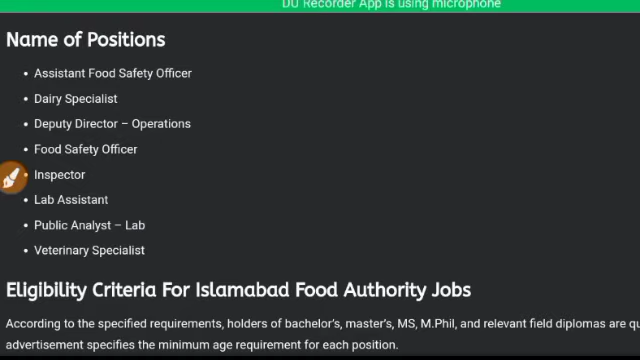 DU Recorder App is using microphone
Name of Positions
• Assistant Food Safety Officer
• Dairy Specialist
• Deputy Director – Operations
• Food Safety Officer
• Inspector
• Lab Assistant
• Public Analyst – Lab
• Veterinary Specialist
Eligibility Criteria For Islamabad Food Authority Jobs
According to the specified requirements, holders of bachelor's, master's, MS, M.Phil, and relevant field diplomas are
advertisement specifies the minimum age requirement for each position.